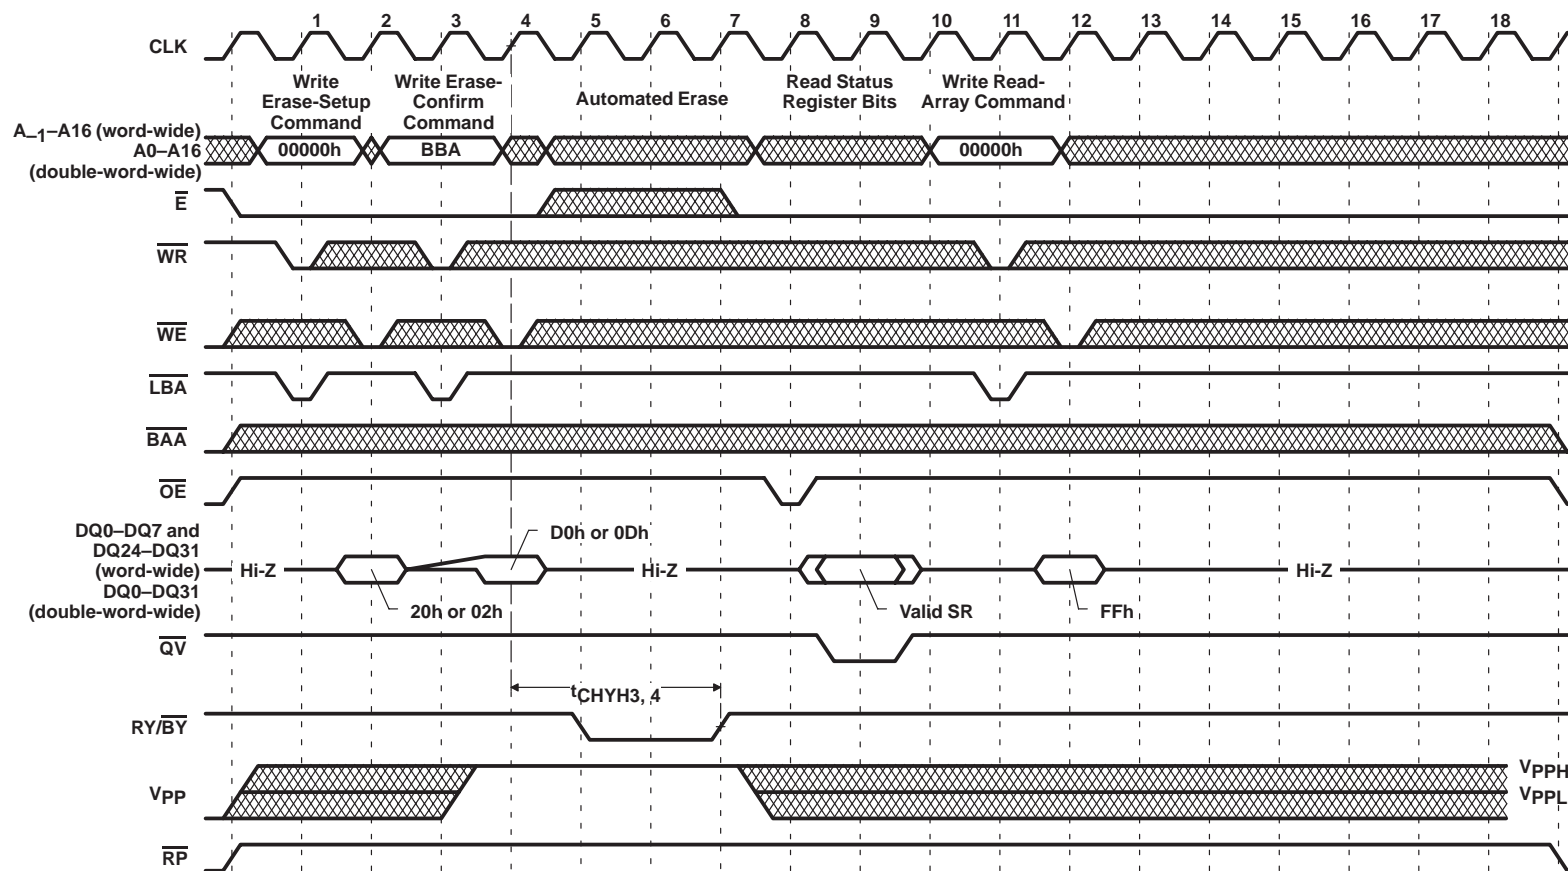 1 2 3 4 5 6 7 8 9 10 11 12 13 14 15 16 17 18
CLK
Write
Erase-Setup
Command
Write Erase-
Confirm
Command
Automated Erase
Read Status
Register Bits
Write Read-
Array Command
A–1–A16 (word-wide)
A0–A16
(double-word-wide)
00000h BBA 00000h
E
WR
WE
LBA
BAA
OE
DQ0–DQ7 and
DQ24–DQ31
(word-wide)
DQ0–DQ31
(double-word-wide)
D0h or 0Dh
Hi-Z Hi-Z Hi-Z
20h or 02h Valid SR FFh
QV
tCHYH3, 4
RY/BY
VPP
VPPH
VPPL
RP